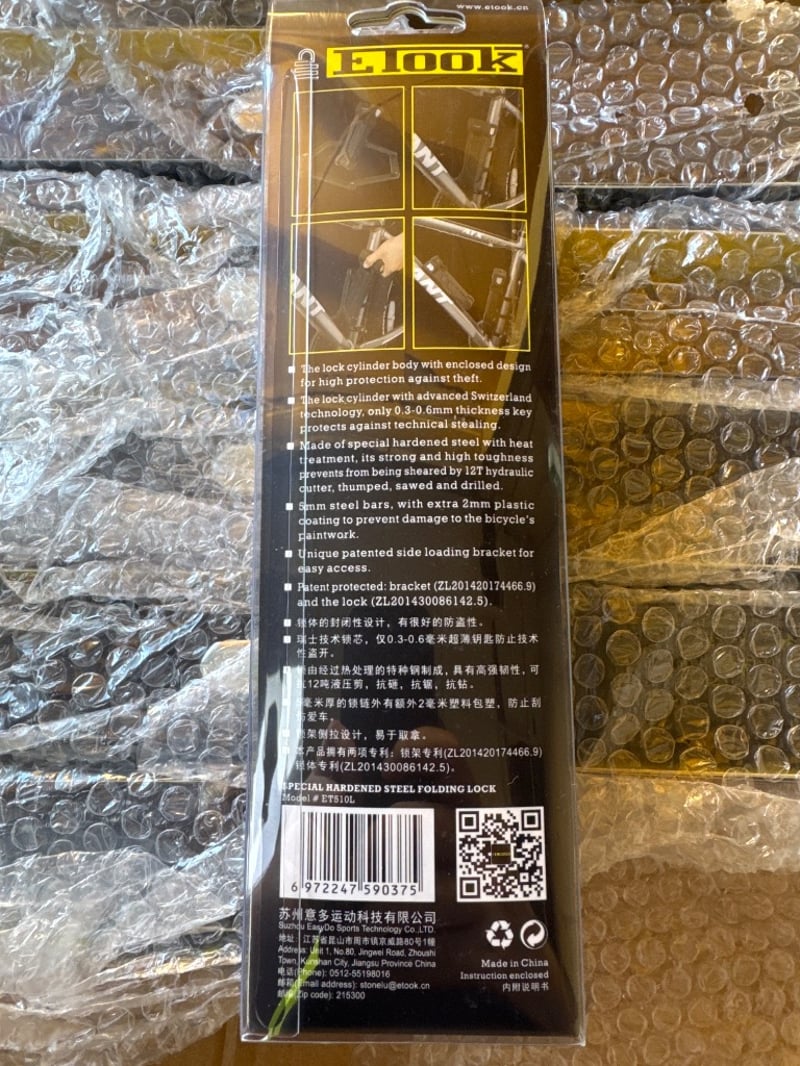 www.etook.cn
ETOOK
ANT
ANT
ANT
The lock cylinder body with enclosed design
for high protection against theft.
The lock cylinder with advanced Switzerland
technology, only 0.3-0.6mm thickness key
protects against technical stealing.
Made of special hardened steel with heat
treatment, its strong and high toughness
prevents from being sheared by 12T hydraulic
cutter, thumped, sawed and drilled.
5mm steel bars, with extra 2mm plastic
coating to prevent damage to the bicycle's
paintwork.
Unique patented side loading bracket for
easy access.
Patent protected: bracket (ZL201420174466.9)
and the lock (ZL201430086142.5).
锁体的封闭性设计，有很好的防盗性。
瑞士技术锁芯，仅0.3-0.6毫米超薄钥匙防止技术
性盗开。
锁由经过热处理的特种钢制成，具有高强韧性，可
抗12吨液压剪，抗砸，抗锯，抗钻。
5毫米厚的锁链外有额外2毫米塑料包塑，防止刮
伤爱车。
锁架侧拉设计，易于取拿。
本产品拥有两项专利：锁架专利(ZL201420174466.9)
锁体专利(ZL201430086142.5)。
SPECIAL HARDENED STEEL FOLDING LOCK
Model # ET510L
6 972247 590375
苏州意多运动科技有限公司
Suzhou EasyDo Sports Technology Co.,LTD.
地址：江苏省昆山市周市镇京威路80号1幢
Address: Unit 1, No.80, Jingwei Road, Zhoushi
Town, Kunshan City, Jiangsu Province China
电话(Phone): 0512-55198016
邮箱(Email address): stonelu@etook.cn
邮编(Zip code): 215300
Made in China
Instruction enclosed
内附说明书